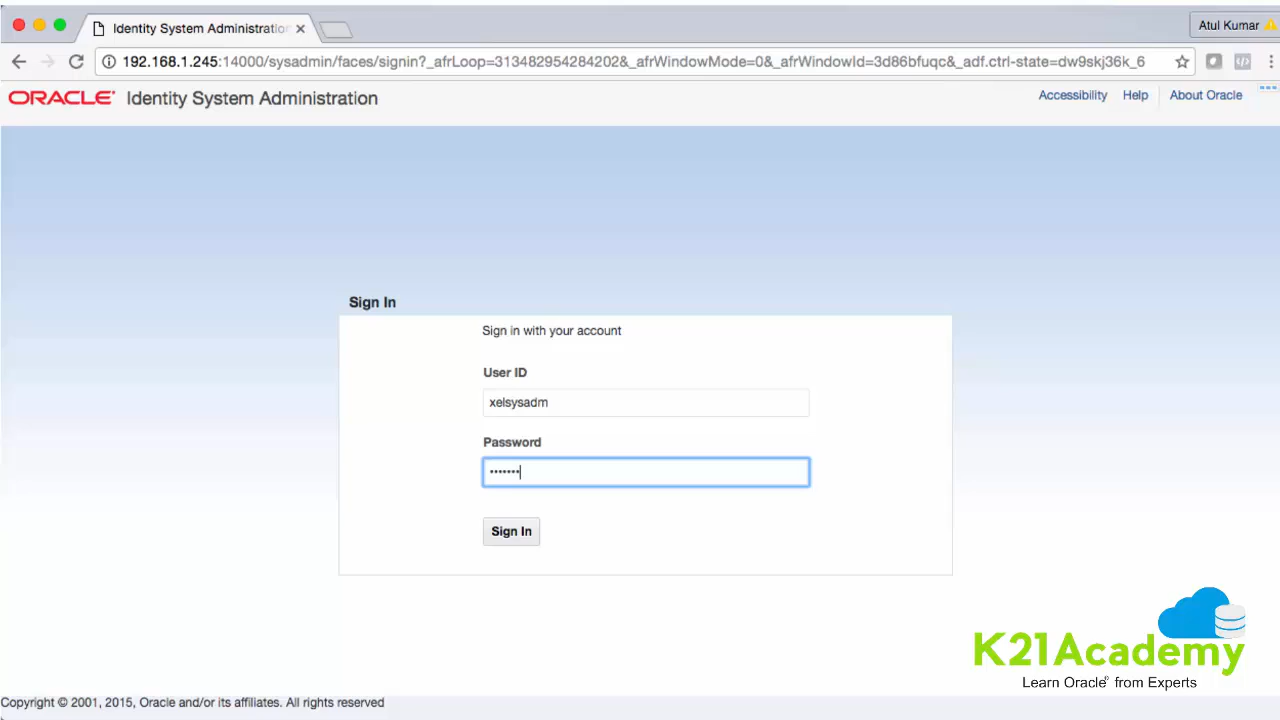 Identity System Administratio
Atul Kumar
192.168.1.245:14000/sysadmin/faces/signin?_afrLoop=313482954284202&_afrWindowMode=0&_afrWindowId=3d86bfuqc&_adf.ctrl-state=dw9skj36k_6
ORACLE Identity System Administration
Accessibility Help About Oracle
Sign In
Sign in with your account
User ID
xelsysadm
Password
•••••••
Sign In
K21Academy
Learn Oracle® from Experts
Copyright © 2001, 2015, Oracle and/or its affiliates. All rights reserved